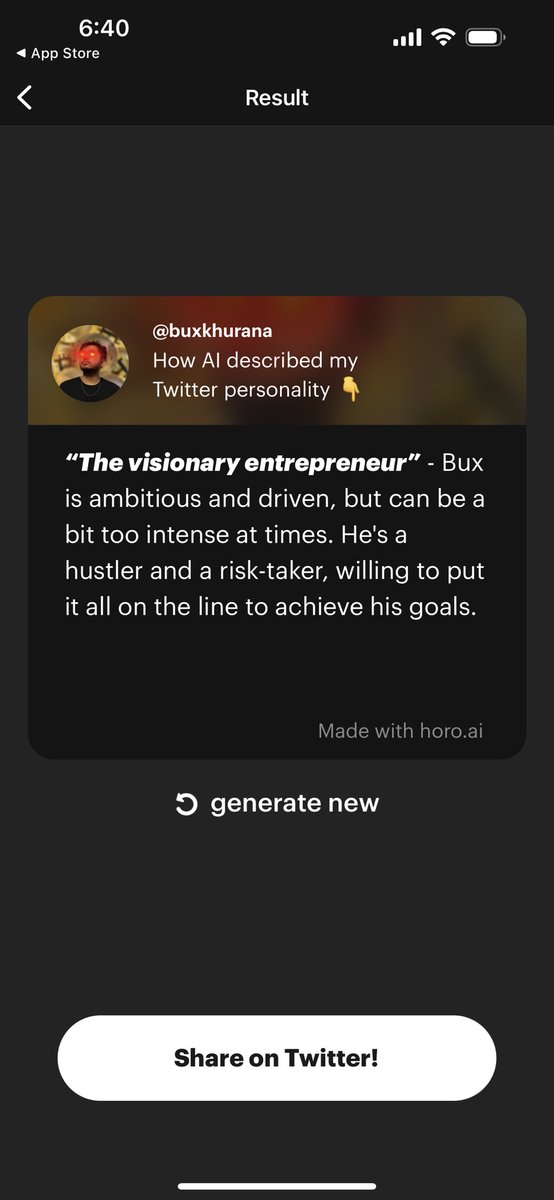 6:40
◀ App Store
Result
@buxkhurana
How AI described my
Twitter personality 👇
“The visionary entrepreneur” - Bux
is ambitious and driven, but can be a
bit too intense at times. He's a
hustler and a risk-taker, willing to put
it all on the line to achieve his goals.
Made with horo.ai
generate new
Share on Twitter!